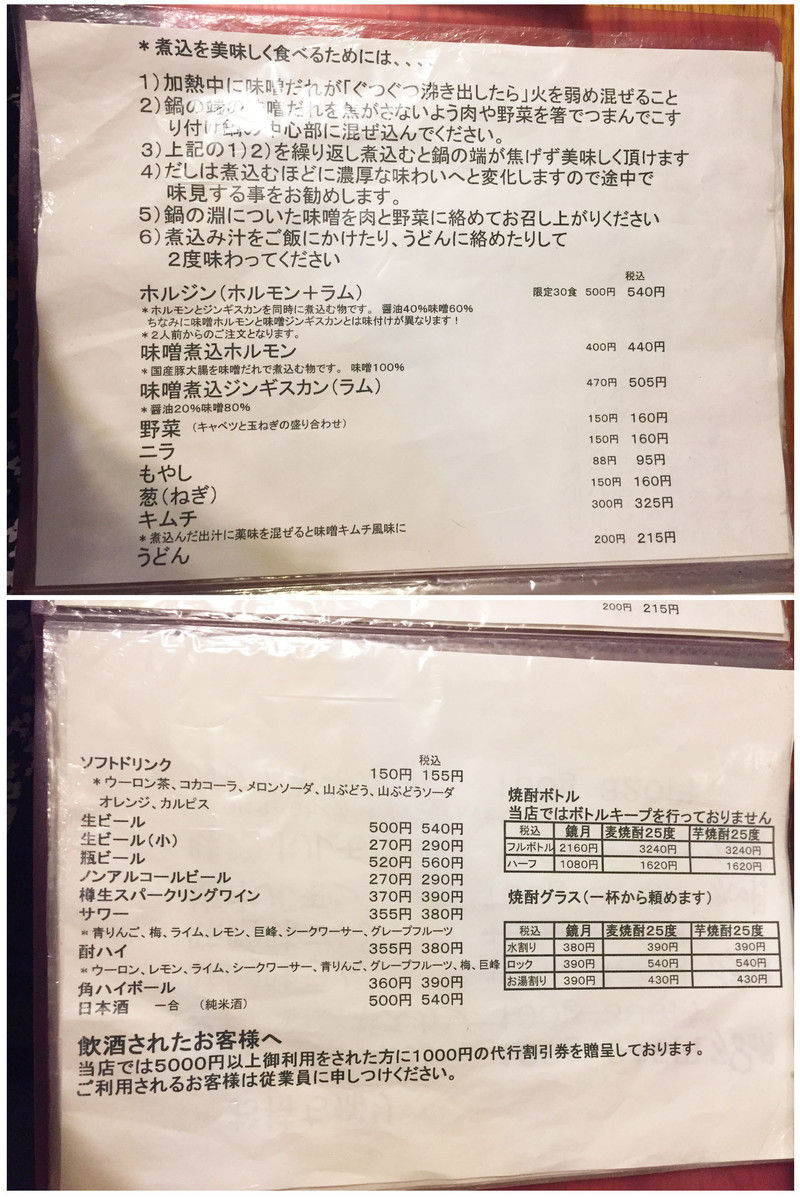 *煮込を美味しく食べるためには、、、、
1)加熱中に味噌だれが「ぐつぐつ沸き出したら」火を弱め混ぜること
2)鍋の端の味噌だれを焦がさないよう肉や野菜を箸でつまんでこす
り付け鍋の中心部に混ぜ込んでください。
3)上記の1)2)を繰り返し煮込むと鍋の端が焦げず美味しく頂けます
4)だしは煮込むほどに濃厚な味わいへと変化しますので途中で
味見する事をお勧めします。
5)鍋の淵についた味噌を肉と野菜に絡めてお召し上がりください
6)煮込み汁をご飯にかけたり、うどんに絡めたりして
2度味わってください
税込
ホルジン(ホルモン+ラム) 限定30食 500円 540円
*ホルモンとジンギスカンを同時に煮込む物です。 醤油40%味噌60%
ちなみに味噌ホルモンと味噌ジンギスカンとは味付けが異なります!
*2人前からのご注文となります。
味噌煮込ホルモン 400円 440円
*国産豚大腸を味噌だれで煮込む物です。 味噌100%
味噌煮込ジンギスカン(ラム) 470円 505円
*醤油20%味噌80%
野菜 (キャベツと玉ねぎの盛り合わせ) 150円 160円
ニラ 150円 160円
もやし 88円 95円
葱(ねぎ) 150円 160円
キムチ 300円 325円
*煮込んだ出汁に薬味を混ぜると味噌キムチ風味に
うどん 200円 215円
200円 215円
税込
ソフトドリンク 150円 155円
*ウーロン茶、コカコーラ、メロンソーダ、山ぶどう、山ぶどうソーダ
オレンジ、カルピス
生ビール 500円 540円
生ビール(小) 270円 290円
瓶ビール 520円 560円
ノンアルコールビール 270円 290円
樽生スパークリングワイン 370円 390円
サワー 355円 380円
*青りんご、梅、ライム、レモン、巨峰、シークワーサー、グレープフルーツ
酎ハイ 355円 380円
*ウーロン、レモン、ライム、シークワーサー、青りんご、グレープフルーツ、梅、巨峰
角ハイボール 360円 390円
日本酒 一合 (純米酒) 500円 540円
焼酎ボトル
当店ではボトルキープを行っておりません
税込 鏡月 麦焼酎25度 芋焼酎25度
フルボトル 2160円 3240円 3240円
ハーフ 1080円 1620円 1620円
焼酎グラス(一杯から頼めます)
税込 鏡月 麦焼酎25度 芋焼酎25度
水割り 380円 390円 390円
ロック 390円 540円 540円
お湯割り 390円 430円 430円
飲酒されたお客様へ
当店では5000円以上御利用をされた方に1000円の代行割引券を贈呈しております。
ご利用されるお客様は従業員に申しつけください。